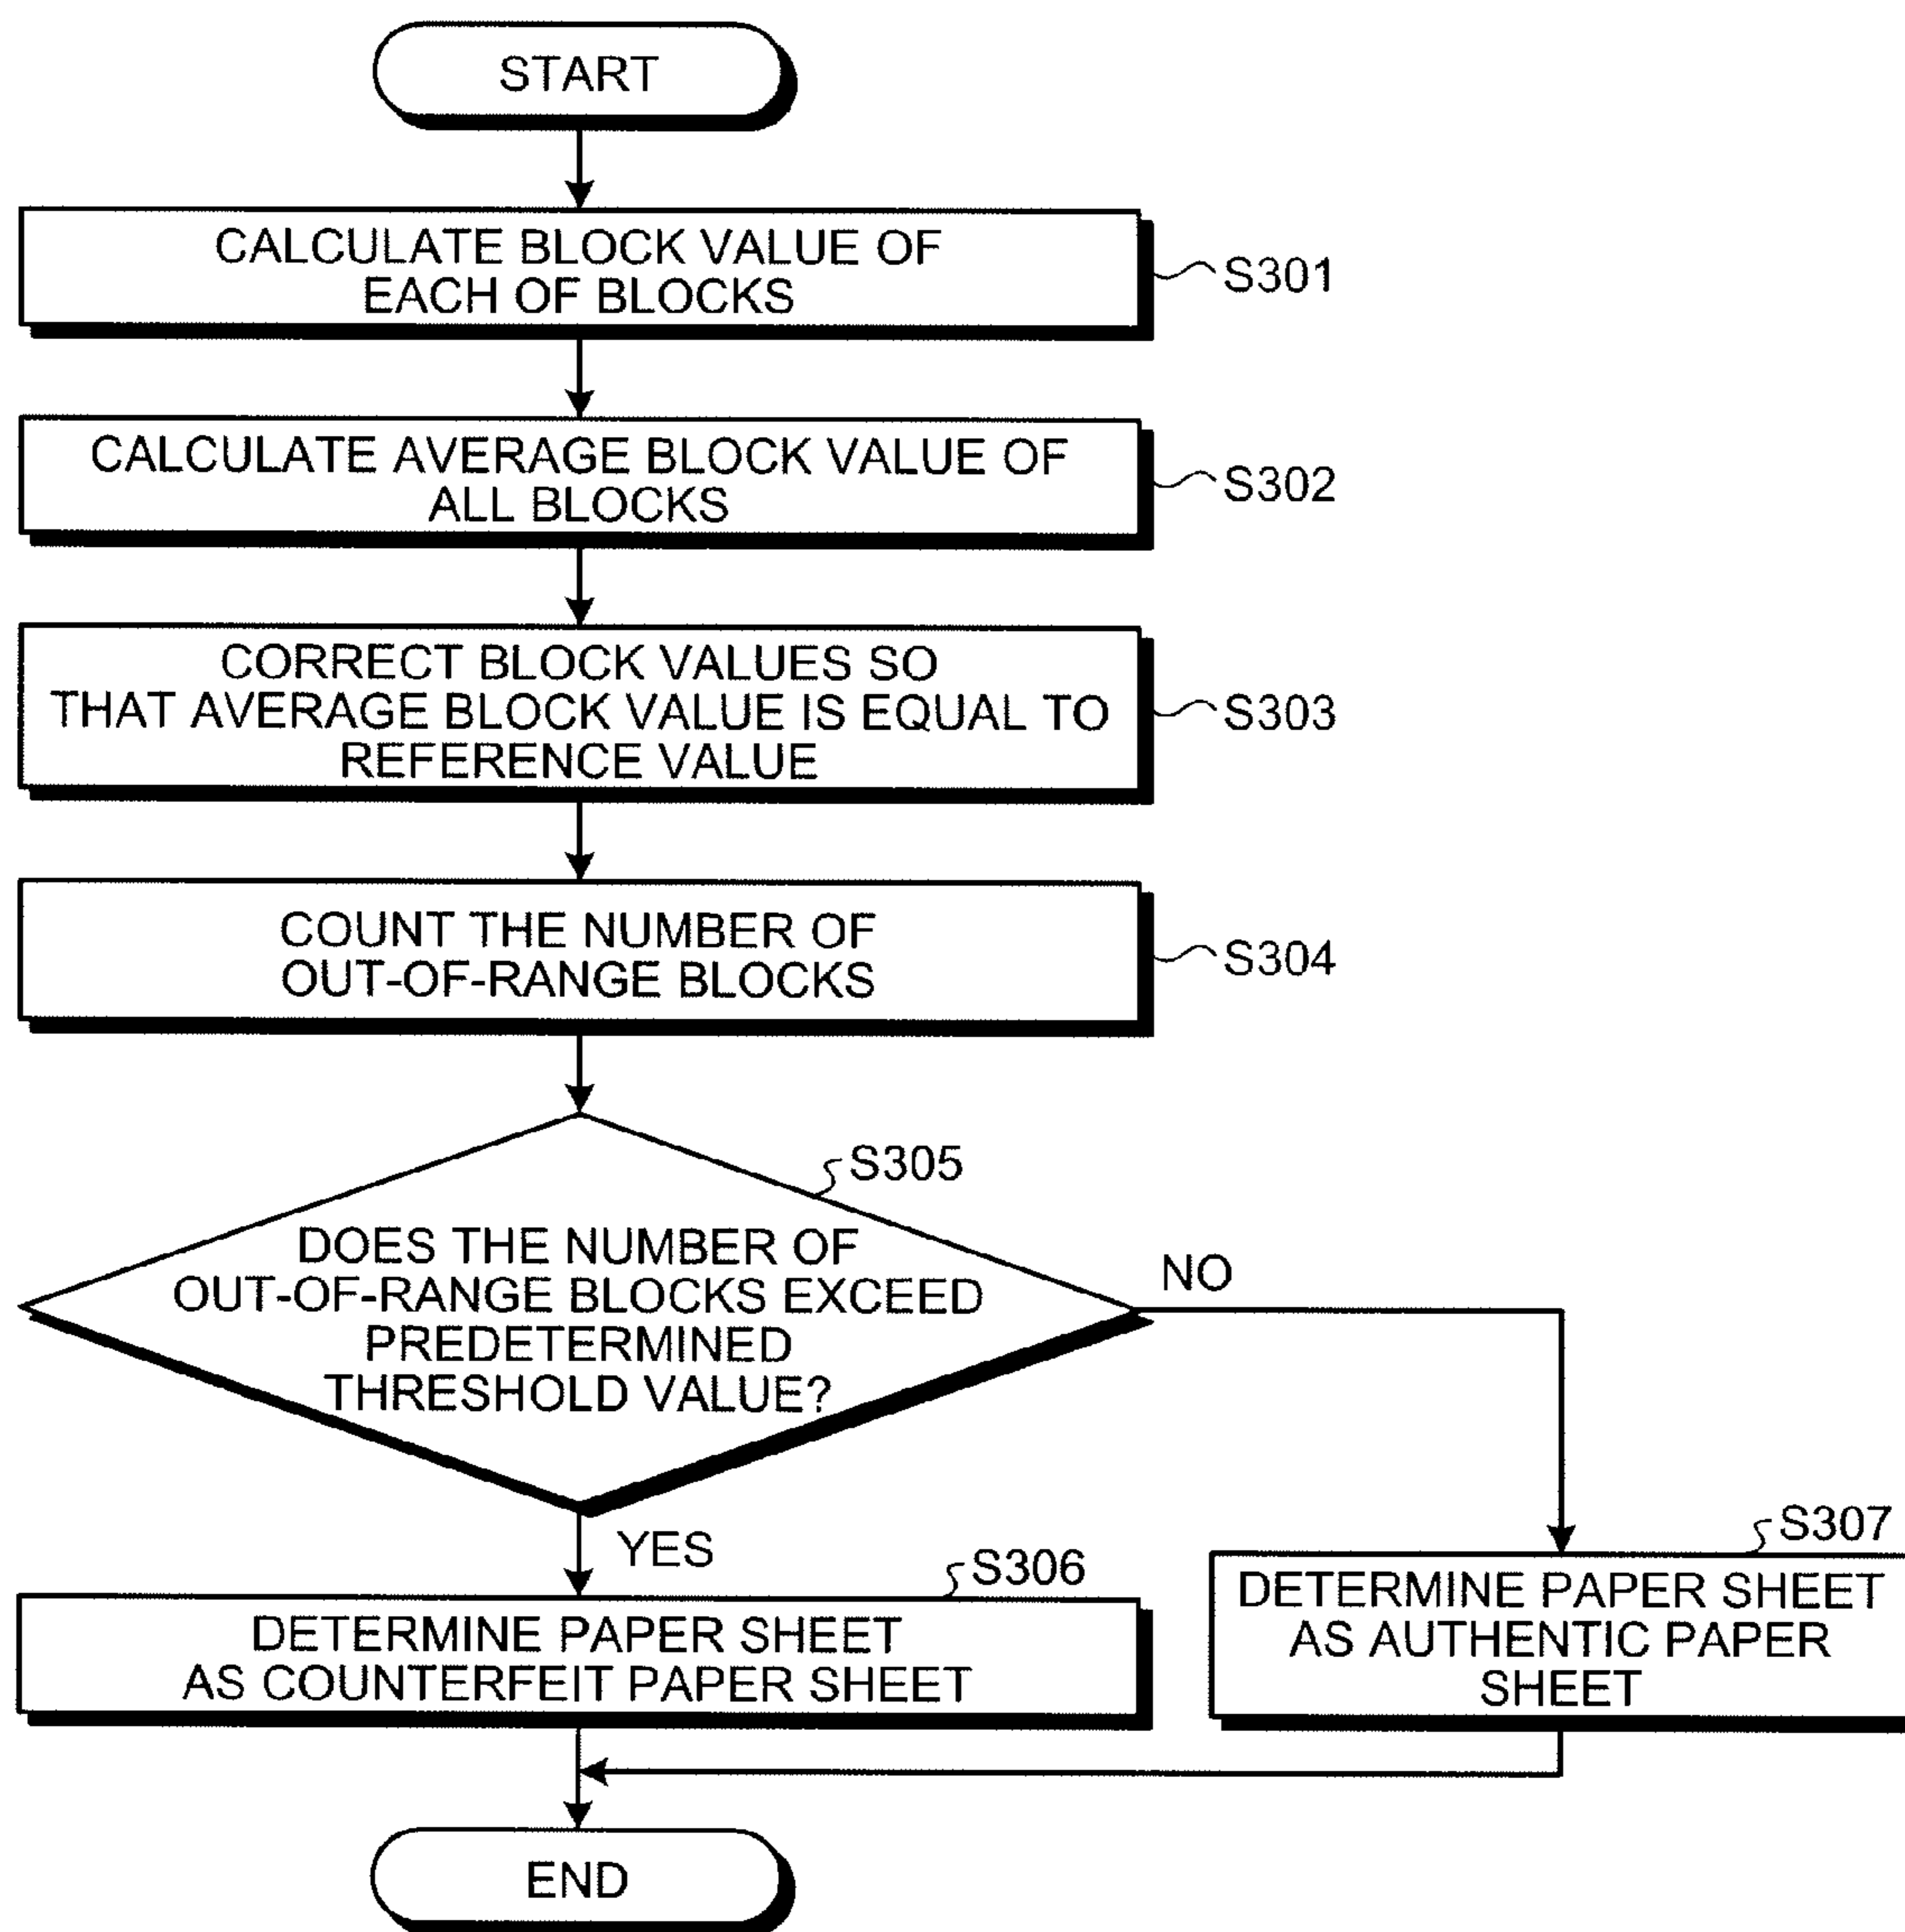 START
CALCULATE BLOCK VALUE OF
EACH OF BLOCKS
S301
CALCULATE AVERAGE BLOCK VALUE OF
ALL BLOCKS
S302
CORRECT BLOCK VALUES SO
THAT AVERAGE BLOCK VALUE IS EQUAL TO
REFERENCE VALUE
S303
COUNT THE NUMBER OF
OUT-OF-RANGE BLOCKS
S304
S305
DOES THE NUMBER OF
OUT-OF-RANGE BLOCKS EXCEED
PREDETERMINED
THRESHOLD VALUE?
NO
YES
S306
DETERMINE PAPER SHEET
AS COUNTERFEIT PAPER SHEET
S307
DETERMINE PAPER SHEET
AS AUTHENTIC PAPER
SHEET
END